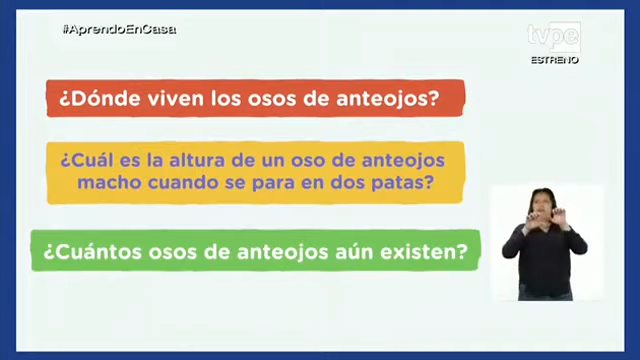 #AprendoEnCasa
tvpe
ESTRENO
¿Dónde viven los osos de anteojos?
¿Cuál es la altura de un oso de anteojos
macho cuando se para en dos patas?
¿Cuántos osos de anteojos aún existen?